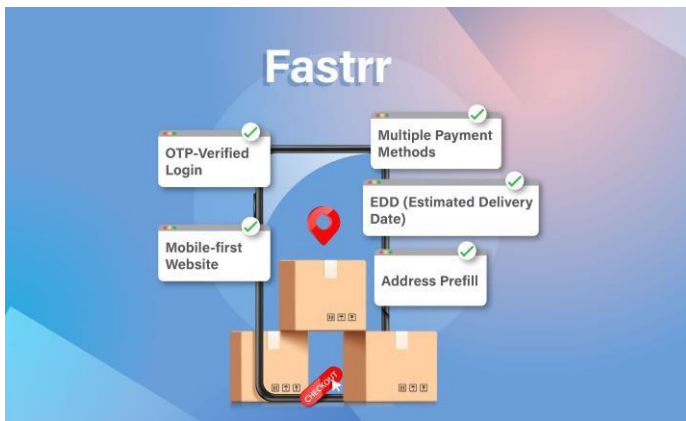 Fastrr
OTP-Verified
Login
Multiple Payment
Methods
EDD (Estimated Delivery
Date)
Mobile-first
Website
Address Prefill
CHECKOUT